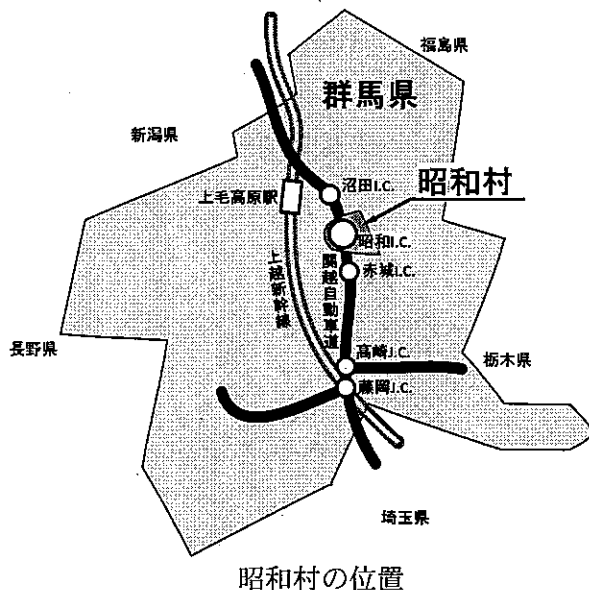 福島県
群馬県
新潟県
沼田I.C.
昭和村
上毛高原駅
昭和I.C.
上越新幹線
関越自動車道
赤城I.C.
長野県
高崎J.C.
栃木県
藤岡J.C.
埼玉県
昭和村の位置